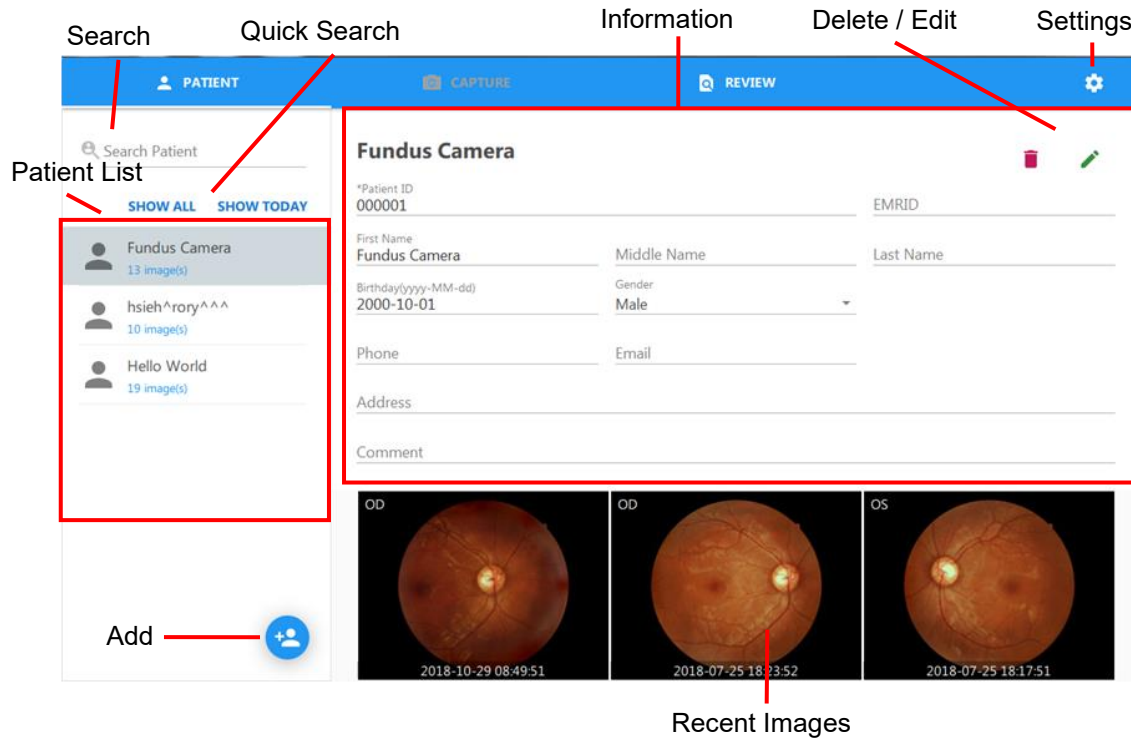 Information
Delete / Edit
Settings
Search
Quick Search
PATIENT
CAPTURE
REVIEW
Search Patient
Patient List
SHOW ALL
SHOW TODAY
Fundus Camera
13 image(s)
hsieh^rory^^^
10 image(s)
Hello World
19 image(s)
Add
Fundus Camera
*Patient ID
000001
EMRID
First Name
Fundus Camera
Middle Name
Last Name
Birthday(yyyy-MM-dd)
2000-10-01
Gender
Male
Phone
Email
Address
Comment
OD
2018-10-29 08:49:51
OD
2018-07-25 18:23:52
OS
2018-07-25 18:17:51
Recent Images